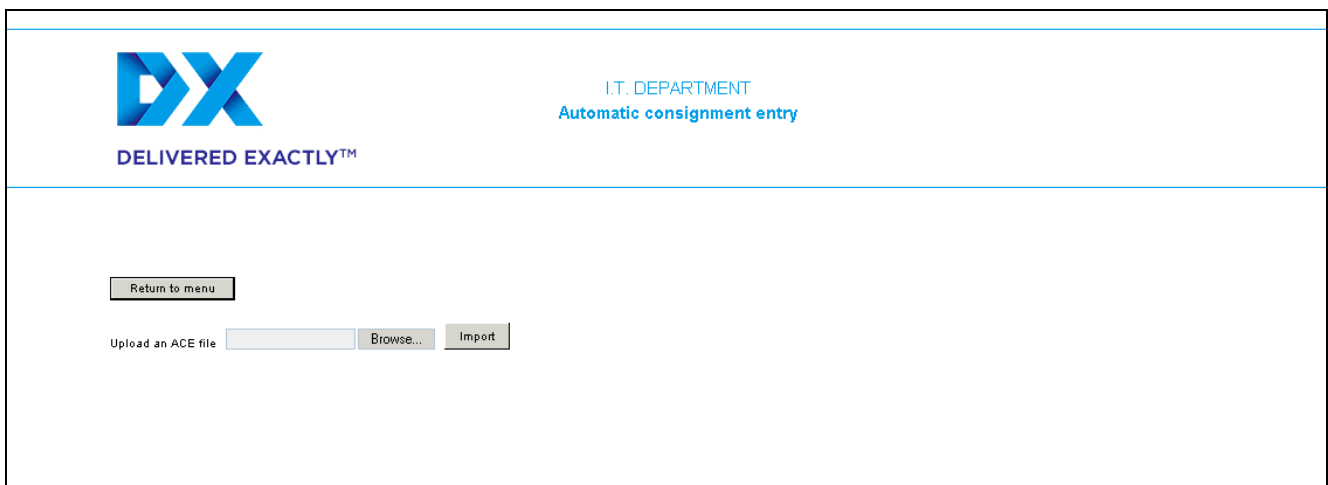 DX
I.T. DEPARTMENT
Automatic consignment entry
DELIVERED EXACTLY™
Return to menu
Upload an ACE file Browse... Import